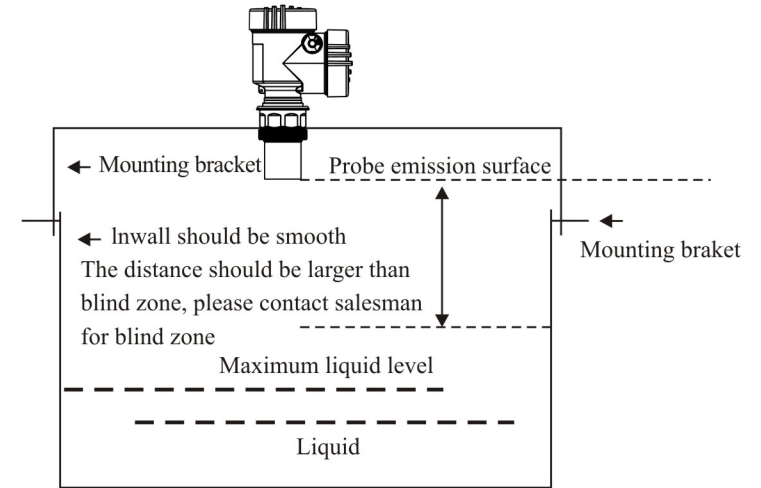 Mounting bracket
Probe emission surface
lnwall should be smooth
The distance should be larger than
blind zone, please contact salesman
for blind zone
Mounting braket
Maximum liquid level
Liquid